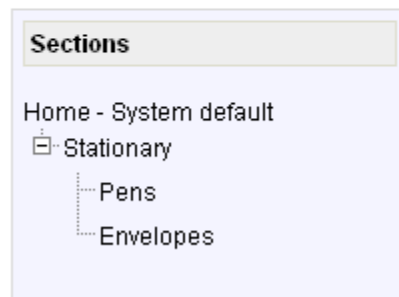 Sections
Home - System default
Stationary
Pens
Envelopes